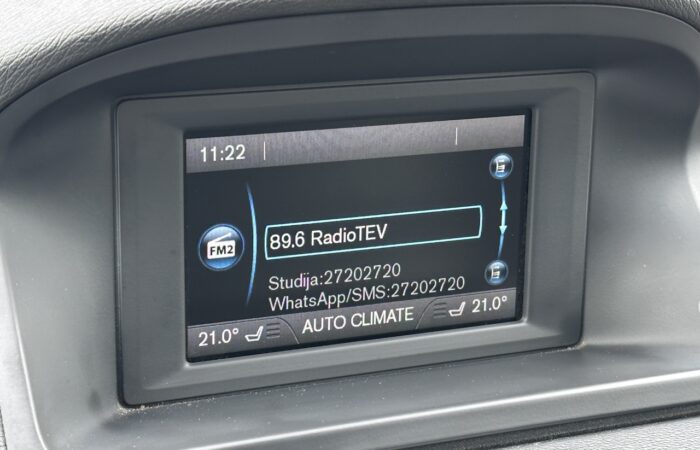 11:22
FM2
89.6 RadioTEV
Studija:27202720
WhatsApp/SMS:27202720
21.0° AUTO CLIMATE 21.0°